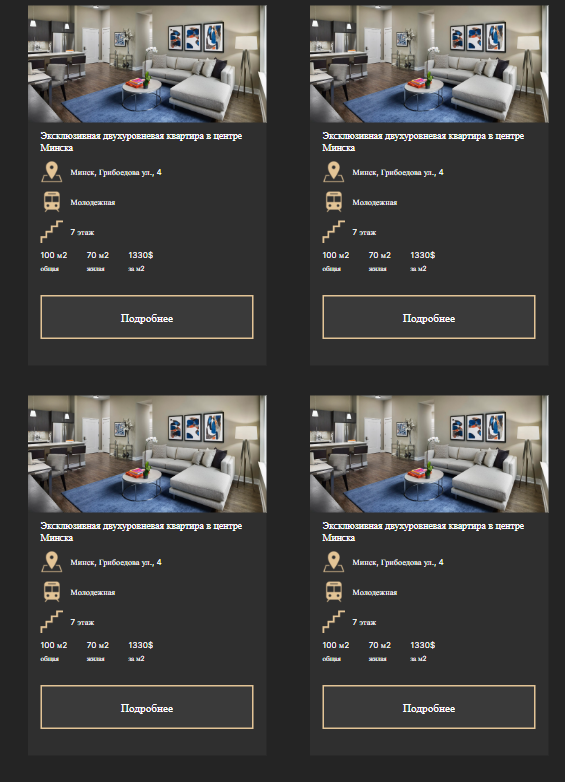 Эксклюзивная двухуровневая квартира в центре
Минска
Минск, Грибоедова ул., 4
Молодежная
7 этаж
100 м2 70 м2 1330$
общая жилая за м2
Подробнее
Эксклюзивная двухуровневая квартира в центре
Минска
Минск, Грибоедова ул., 4
Молодежная
7 этаж
100 м2 70 м2 1330$
общая жилая за м2
Подробнее
Эксклюзивная двухуровневая квартира в центре
Минска
Минск, Грибоедова ул., 4
Молодежная
7 этаж
100 м2 70 м2 1330$
общая жилая за м2
Подробнее
Эксклюзивная двухуровневая квартира в центре
Минска
Минск, Грибоедова ул., 4
Молодежная
7 этаж
100 м2 70 м2 1330$
общая жилая за м2
Подробнее